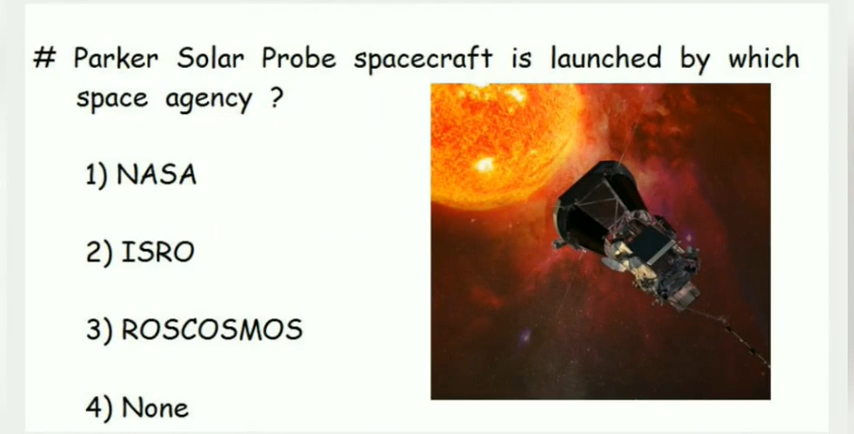 # Parker Solar Probe spacecraft is launched by which
space agency ?
1) NASA
2) ISRO
3) ROSCOSMOS
4) None